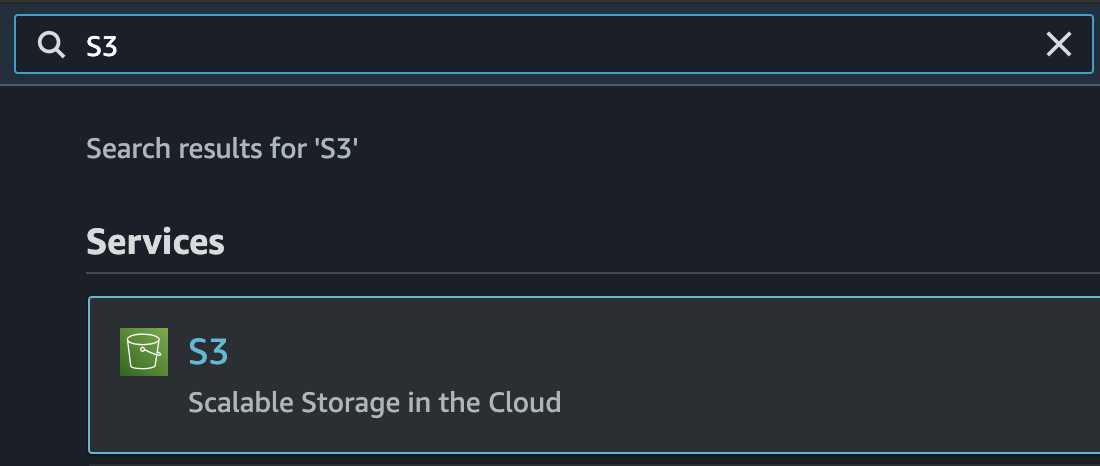 S3
Search results for 'S3'
Services
S3
Scalable Storage in the Cloud